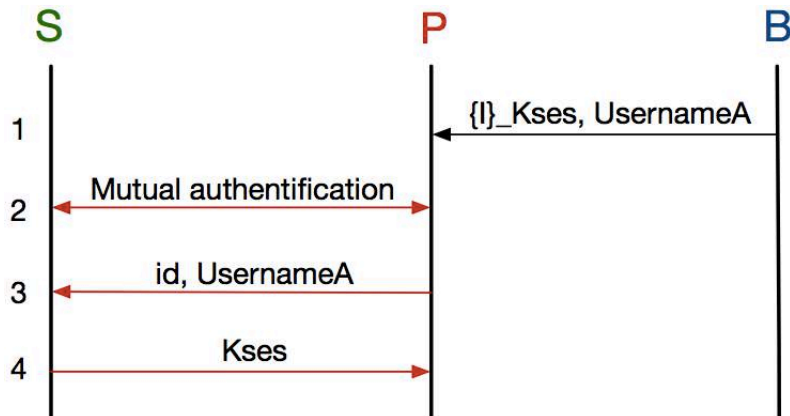 S P B
1 {I}_Kses, UsernameA
2 Mutual authentification
3 id, UsernameA
4 Kses